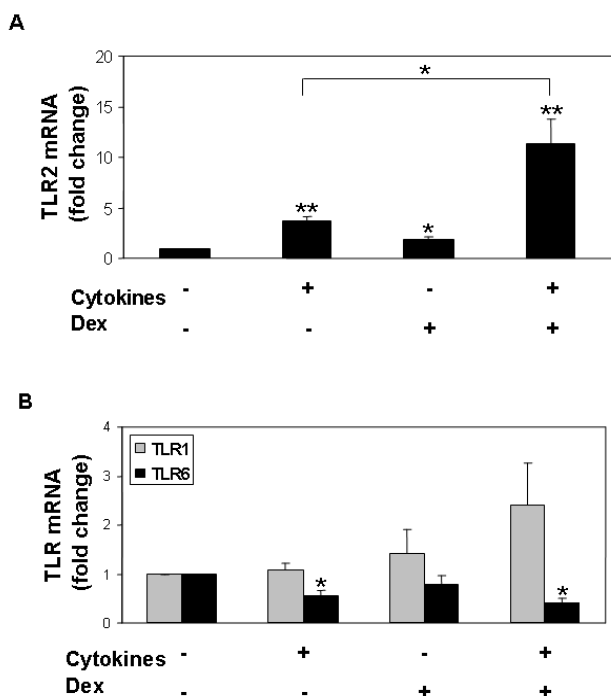 A
TLR2 mRNA
(fold change)
20
15
10
5
0
*
**
*
**
Cytokines - + - +
Dex - - + +
B
TLR mRNA
(fold change)
4
3
2
1
0
TLR1
TLR6
*
*
Cytokines - + - +
Dex - - + +